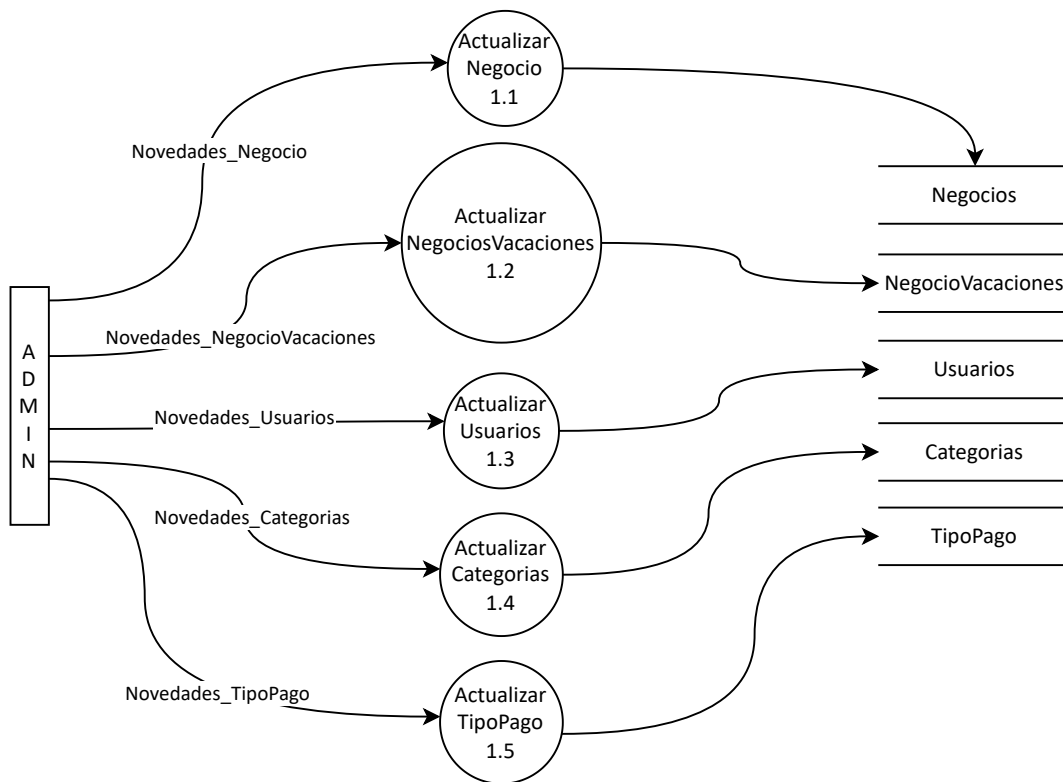 Actualizar
Negocio
1.1
Novedades_Negocio
Negocios
Actualizar
NegociosVacaciones
1.2
NegocioVacaciones
Novedades_NegocioVacaciones
A
D
M
I
N
Usuarios
Actualizar
Usuarios
1.3
Novedades_Usuarios
Categorias
Novedades_Categorias
Actualizar
Categorias
1.4
TipoPago
Novedades_TipoPago
Actualizar
TipoPago
1.5